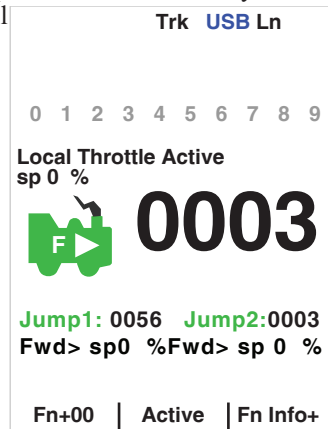 l
Trk USB Ln
0 1 2 3 4 5 6 7 8 9
Local Throttle Active
sp 0 %
F 0003
Jump1: 0056 Jump2:0003
Fwd> sp0 %Fwd> sp 0 %
Fn+00 | Active | Fn Info+